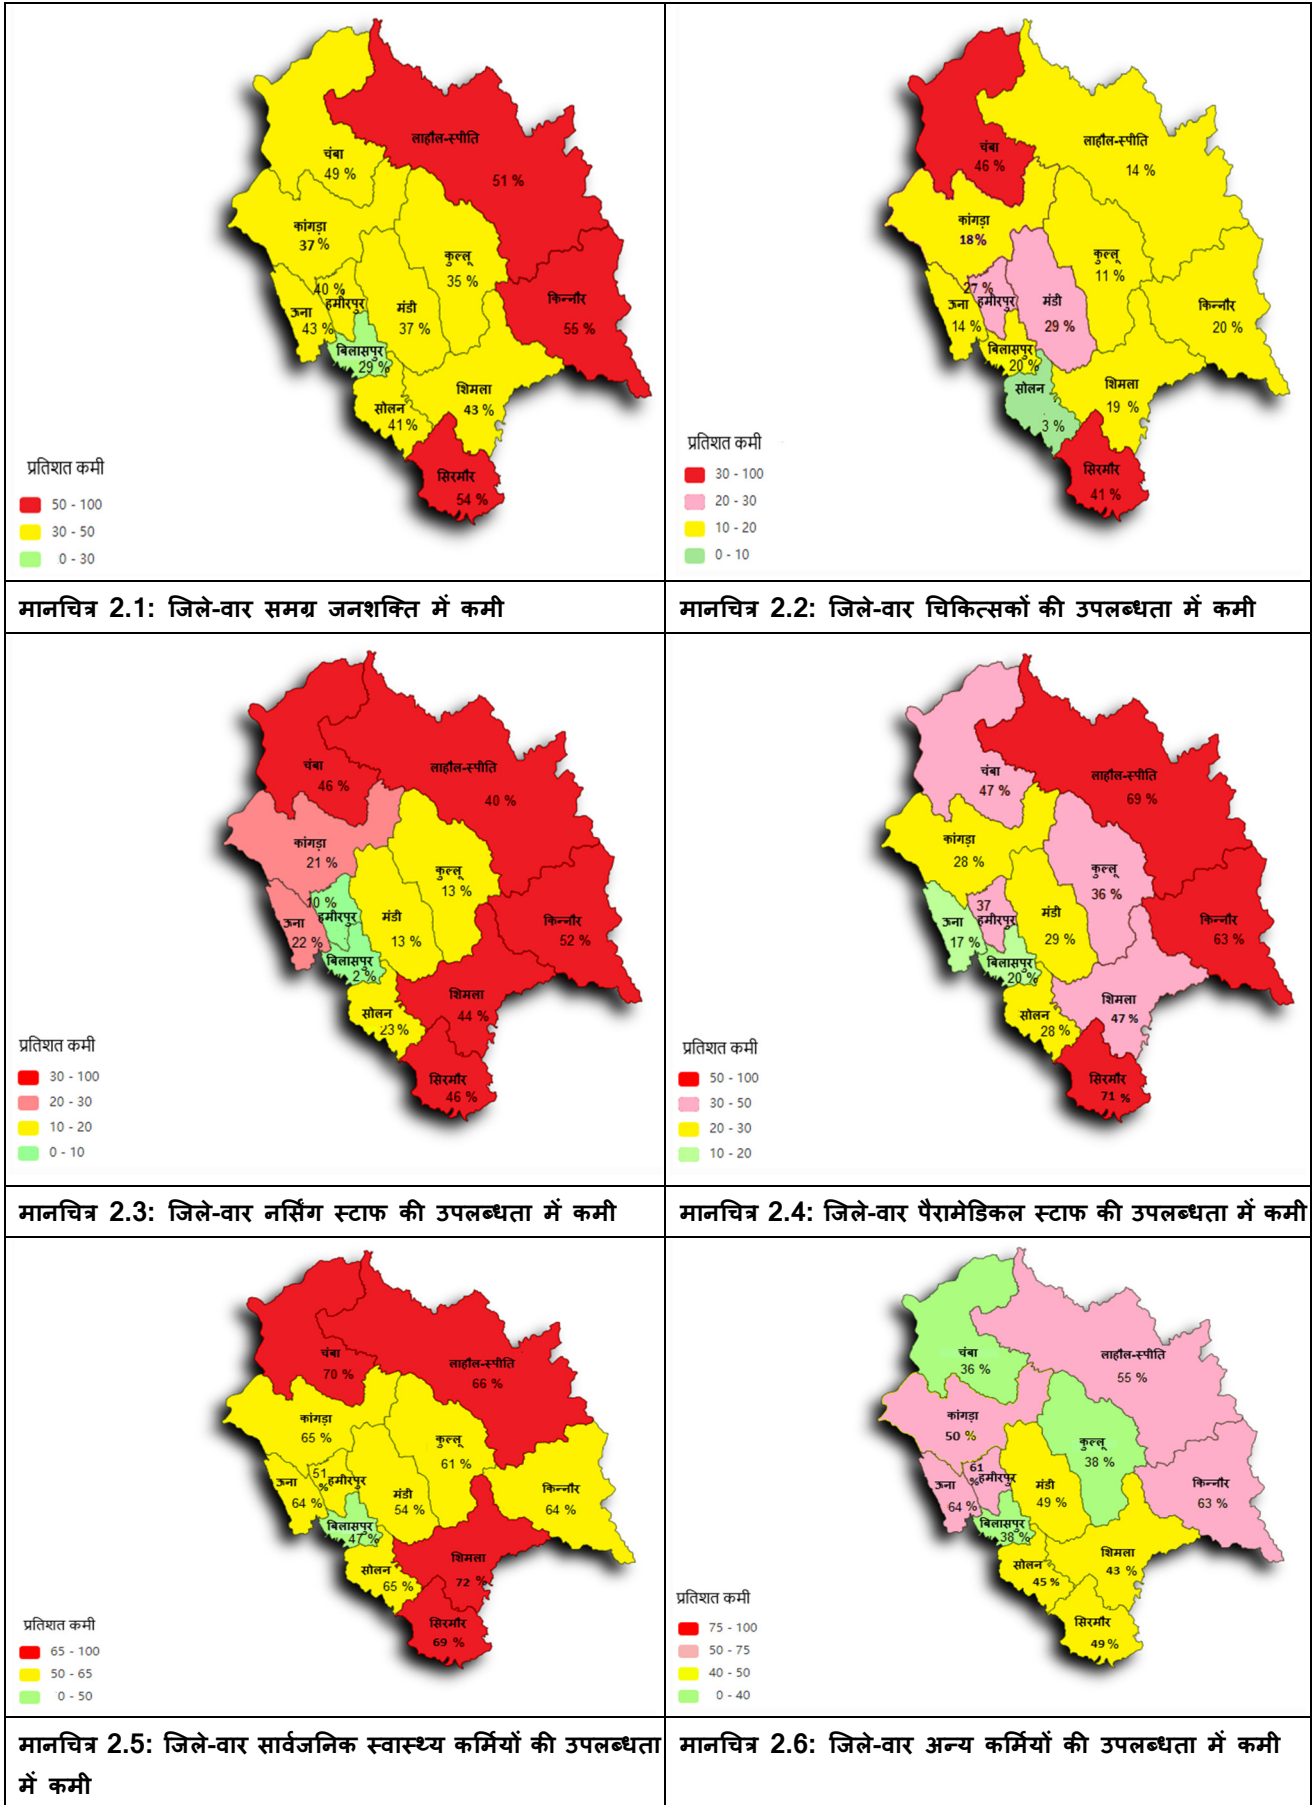 लाहौल-स्पीति
51 %
चंबा
49 %
कांगड़ा
37 %
कुल्लू
35 %
किन्नौर
55 %
40 %
हमीरपुर
ऊना
43 %
मंडी
37 %
बिलासपुर
29 %
शिमला
43 %
सोलन
41 %
सिरमौर
54 %
प्रतिशत कमी
50 - 100
30 - 50
0 - 30
मानचित्र 2.1: जिले-वार समग्र जनशक्ति में कमी
लाहौल-स्पीति
14 %
चंबा
46 %
कांगड़ा
18%
कुल्लू
11 %
किन्नौर
20 %
27 %
हमीरपुर
ऊना
14 %
मंडी
29 %
बिलासपुर
20 %
सोलन
3 %
शिमला
19 %
सिरमौर
41 %
प्रतिशत कमी
30 - 100
20 - 30
10 - 20
0 - 10
मानचित्र 2.2: जिले-वार चिकित्सकों की उपलब्धता में कमी
चंबा
46 %
लाहौल-स्पीति
40 %
कांगड़ा
21 %
कुल्लू
13 %
10 %
हमीरपुर
ऊना
22 %
मंडी
13 %
किन्नौर
52 %
बिलासपुर
2 %
शिमला
44 %
सोलन
23 %
सिरमौर
46 %
प्रतिशत कमी
30 - 100
20 - 30
10 - 20
0 - 10
मानचित्र 2.3: जिले-वार नर्सिंग स्टाफ की उपलब्धता में कमी
चंबा
47 %
लाहौल-स्पीति
69 %
कांगड़ा
28 %
कुल्लू
36 %
37
हमीरपुर
ऊना
17 %
मंडी
29 %
किन्नौर
63 %
बिलासपुर
20 %
शिमला
47 %
सोलन
28 %
सिरमौर
71 %
प्रतिशत कमी
50 - 100
30 - 50
20 - 30
10 - 20
मानचित्र 2.4: जिले-वार पैरामेडिकल स्टाफ की उपलब्धता में कमी
चंबा
70 %
लाहौल-स्पीति
66 %
कांगड़ा
65 %
कुल्लू
61 %
51
%
हमीरपुर
ऊना
64 %
मंडी
54 %
किन्नौर
64 %
बिलासपुर
47 %
शिमला
72 %
सोलन
65 %
सिरमौर
69 %
प्रतिशत कमी
65 - 100
50 - 65
0 - 50
मानचित्र 2.5: जिले-वार सार्वजनिक स्वास्थ्य कर्मियों की उपलब्धता
में कमी
चंबा
36 %
लाहौल-स्पीति
55 %
कांगड़ा
50 %
कुल्लू
38 %
61
%
हमीरपुर
ऊना
64 %
मंडी
49 %
किन्नौर
63 %
बिलासपुर
38 %
शिमला
43 %
सोलन
45 %
सिरमौर
49 %
प्रतिशत कमी
75 - 100
50 - 75
40 - 50
0 - 40
मानचित्र 2.6: जिले-वार अन्य कर्मियों की उपलब्धता में कमी